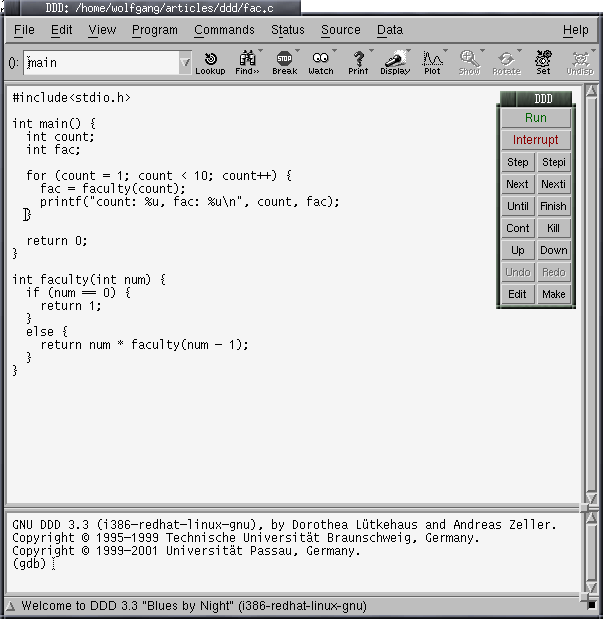 DDD: /home/wolfgang/articles/ddd/fac.c
File Edit View Program Commands Status Source Data Help
(): main Lookup Find>> Break Watch Print Display Plot Show Rotate Set Undisp
#include<stdio.h>
int main() {
int count;
int fac;
for (count = 1; count < 10; count++) {
fac = faculty(count);
printf("count: %u, fac: %u\n", count, fac);
}
return 0;
}
int faculty(int num) {
if (num == 0) {
return 1;
}
else {
return num * faculty(num - 1);
}
}
DDD
Run
Interrupt
Step Stepi
Next Nexti
Until Finish
Cont Kill
Up Down
Undo Redo
Edit Make
GNU DDD 3.3 (i386-redhat-linux-gnu), by Dorothea Lütkehaus and Andreas Zeller.
Copyright © 1995-1999 Technische Universität Braunschweig, Germany.
Copyright © 1999-2001 Universität Passau, Germany.
(gdb)
Welcome to DDD 3.3 "Blues by Night" (i386-redhat-linux-gnu)